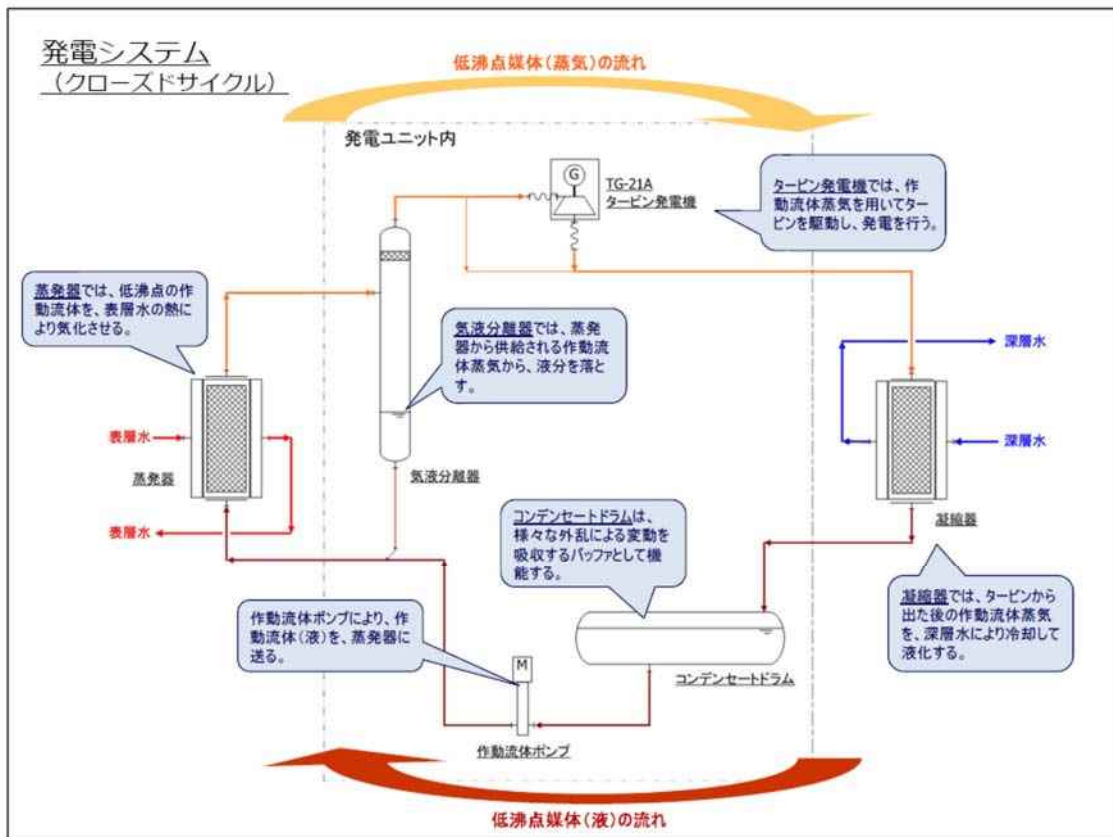 発電システム
（クローズドサイクル）
低沸点媒体（蒸気）の流れ
発電ユニット内
G
TG-21A
タービン発電機
タービン発電機では、作
動流体蒸気を用いてター
ビンを駆動し、発電を行う。
蒸発器では、低沸点の作
動流体を、表層水の熱に
より気化させる。
気液分離器では、蒸発
器から供給される作動流
体蒸気から、液分を落と
す。
深層水
表層水
深層水
蒸発器
気液分離器
凝縮器
表層水
コンデンセートドラムは、
様々な外乱による変動を
吸収するバッファとして機
能する。
凝縮器では、タービンから
出た後の作動流体蒸気
を、深層水により冷却して
液化する。
作動流体ポンプにより、作
動流体（液）を、蒸発器に
送る。
M
コンデンセートドラム
作動流体ポンプ
低沸点媒体（液）の流れ